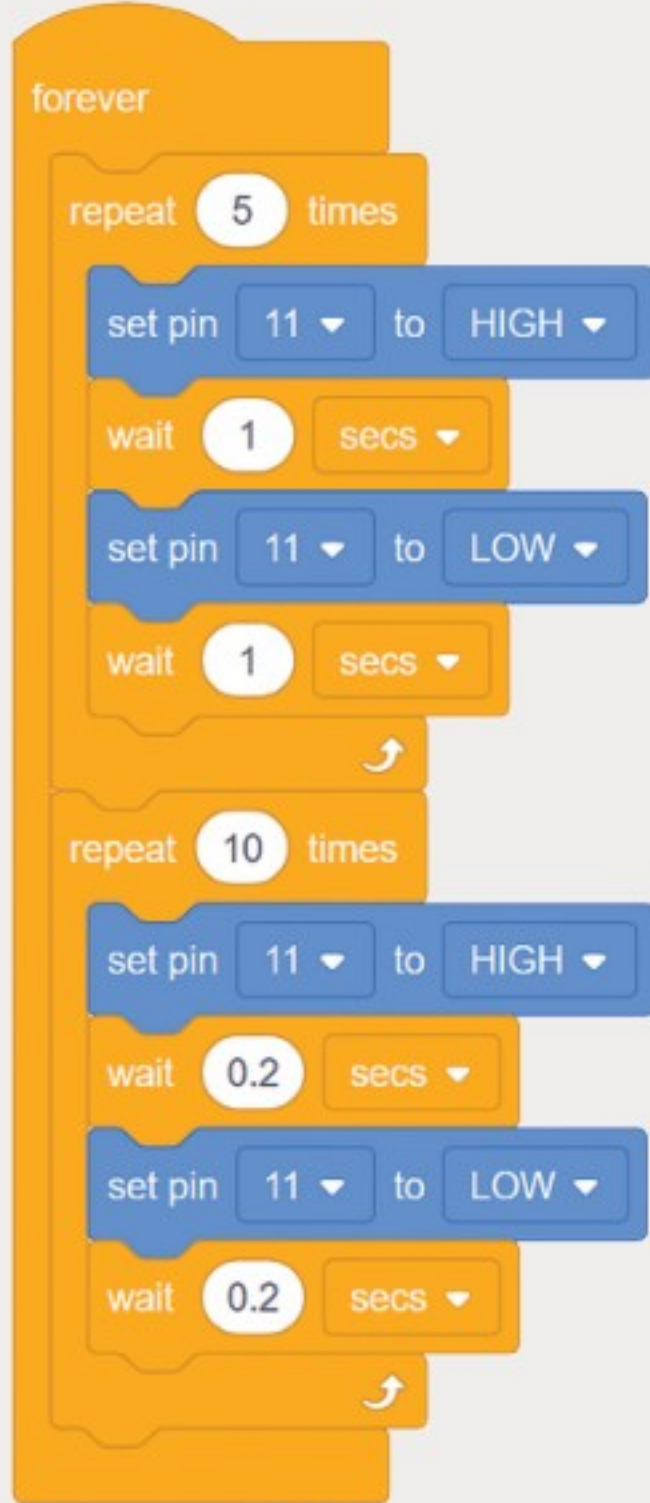 forever
repeat 5 times
set pin 11 to HIGH
wait 1 secs
set pin 11 to LOW
wait 1 secs
repeat 10 times
set pin 11 to HIGH
wait 0.2 secs
set pin 11 to LOW
wait 0.2 secs